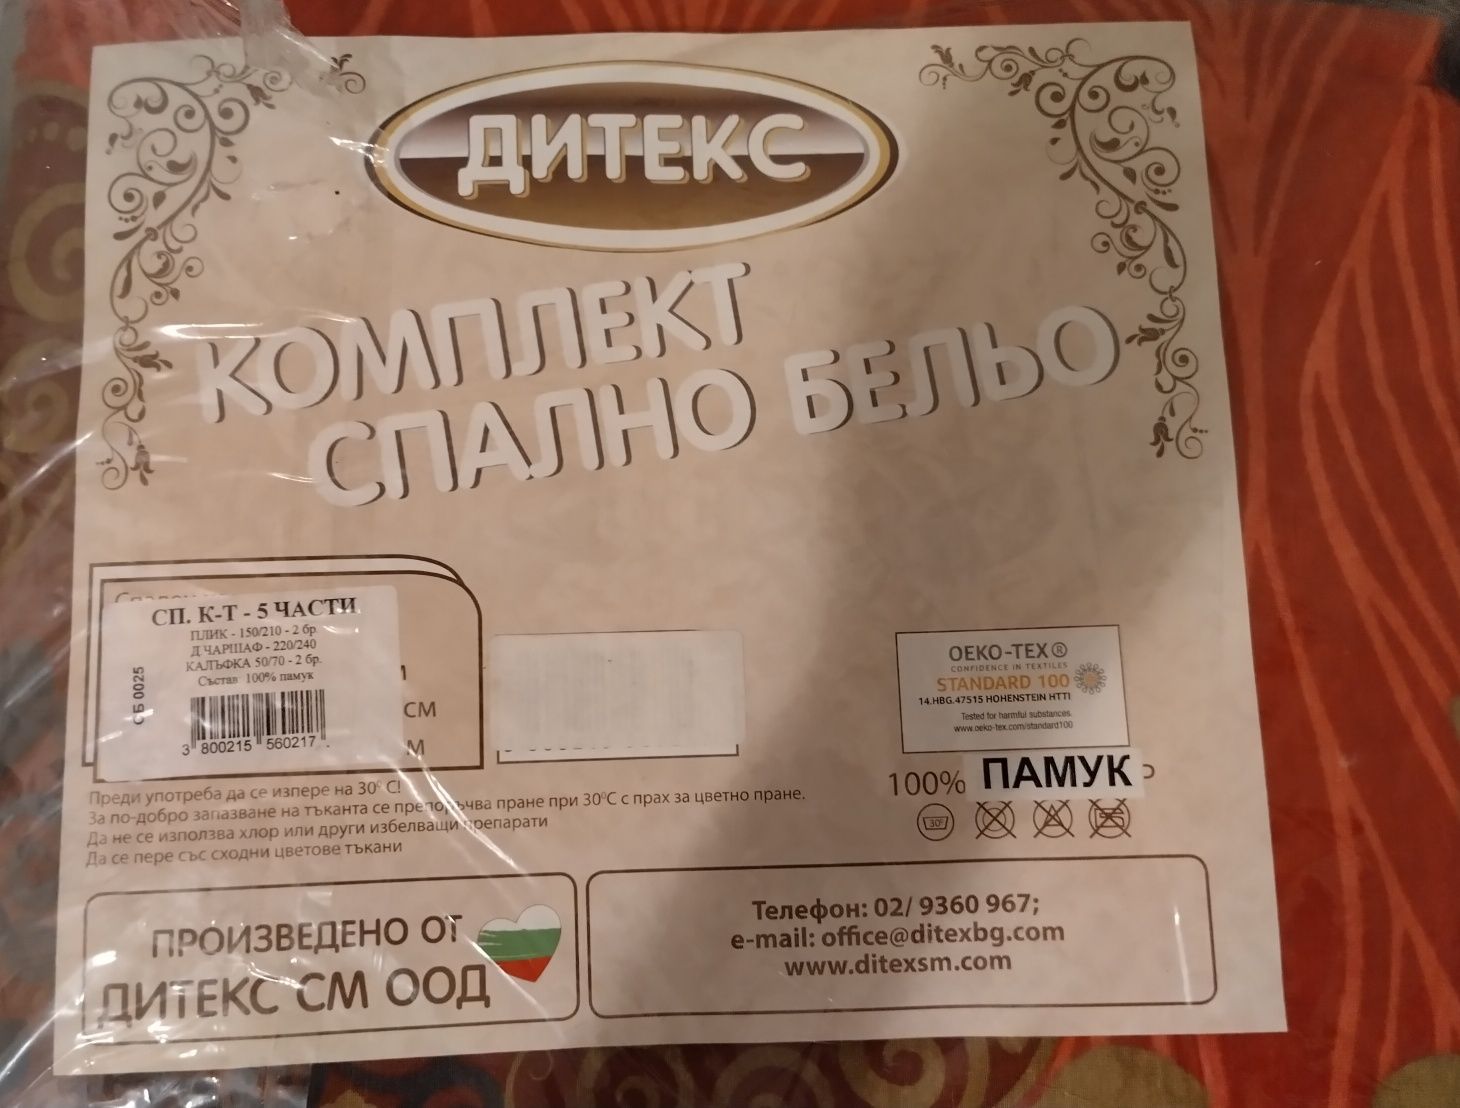 ДИТЕКС
КОМПЛЕКТ
СПАЛНО БЕЛЬО
СП. К-Т - 5 ЧАСТИ
ПЛИК - 150/210 - 2 бр.
Д.ЧАРШАФ - 220/240
КАЛЪФКА 50/70 - 2 бр.
Състав 100% памук
СБ 0025
3 800215 560217
СМ
М
OEKO-TEX®
CONFIDENCE IN TEXTILES
STANDARD 100
14.HBG.47515 HOHENSTEIN HTTI
Tested for harmful substances.
www.oeko-tex.com/standard100
100% ПАМУК
30°
Преди употреба да се изпере на 30° С!
За по-добро запазване на тъканта се препоръчва пране при 30°С с прах за цветно пране.
Да не се използва хлор или други избелващи препарати
Да се пере със сходни цветове тъкани
ПРОИЗВЕДЕНО ОТ
ДИТЕКС СМ ООД
Телефон: 02/ 9360 967;
e-mail: office@ditexbg.com
www.ditexsm.com